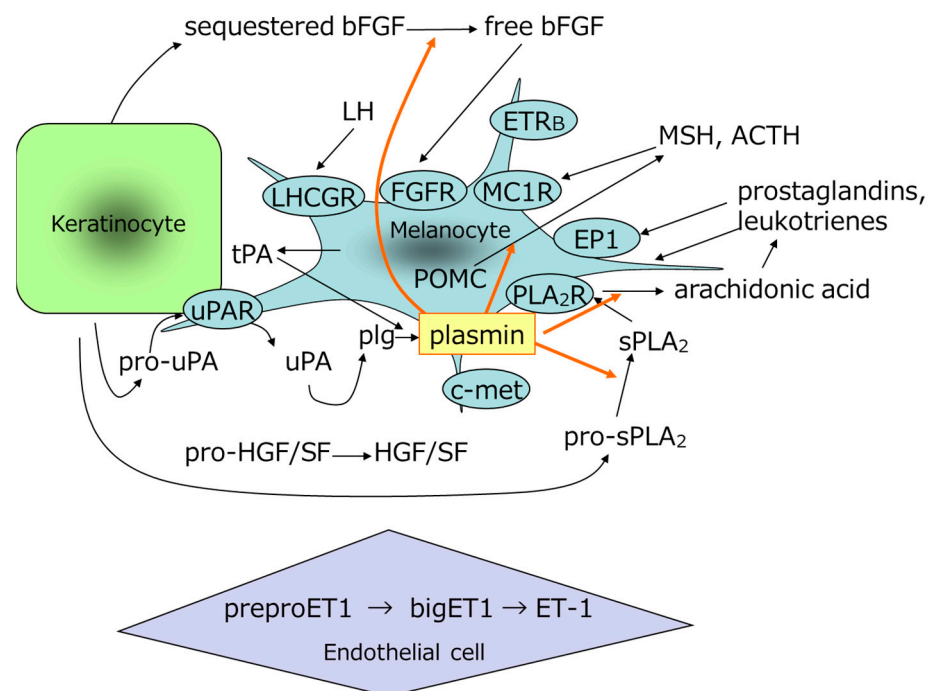 sequestered bFGF
free bFGF
LH
ETRB
MSH, ACTH
LHCGR
FGFR
MC1R
prostaglandins,
leukotrienes
Keratinocyte
Melanocyte
EP1
tPA
POMC
PLA₂R
arachidonic acid
uPAR
plg
plasmin
sPLA₂
pro-uPA
uPA
c-met
pro-HGF/SF
HGF/SF
pro-sPLA₂
preproET1 → bigET1 → ET-1
Endothelial cell